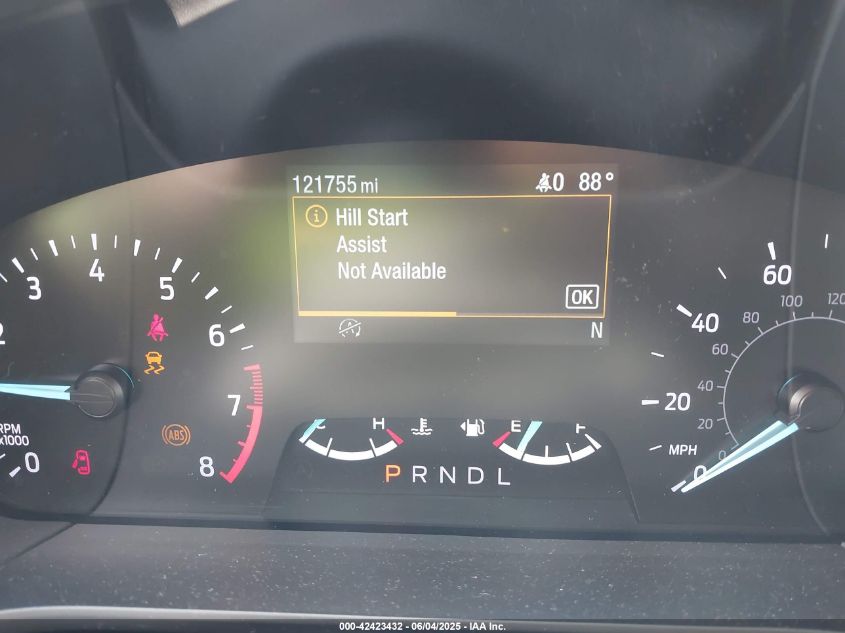 121755 mi 0 88°
Hill Start
Assist
Not Available
OK
N
2 3 4 5 6 7 8
RPM
x1000
0
ABS
C H E F
P R N D L
0 20 40 60
MPH
0 20 40 60 80 100 120
000-42423432 - 06/04/2025 - IAA Inc.